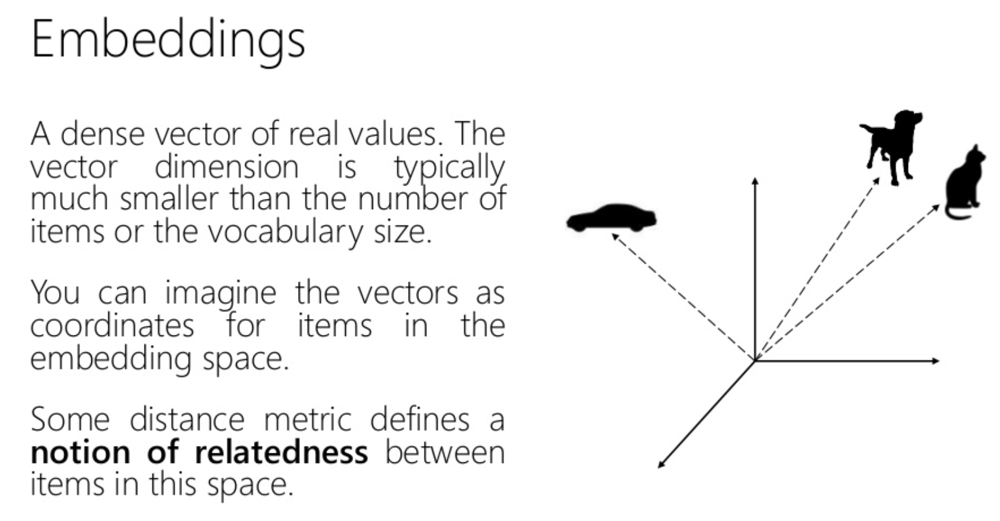 Embeddings
A dense vector of real values. The
vector dimension is typically
much smaller than the number of
items or the vocabulary size.
You can imagine the vectors as
coordinates for items in the
embedding space.
Some distance metric defines a
notion of relatedness between
items in this space.